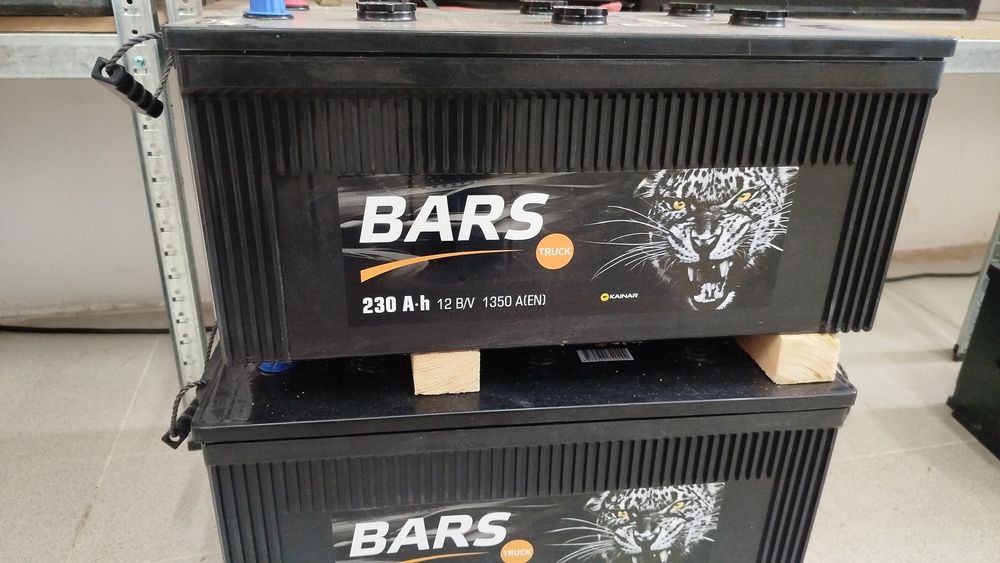 BARS
TRUCK
230 A·h 12 B/V 1350 A(EN)
KAINAR
BARS
TRUCK